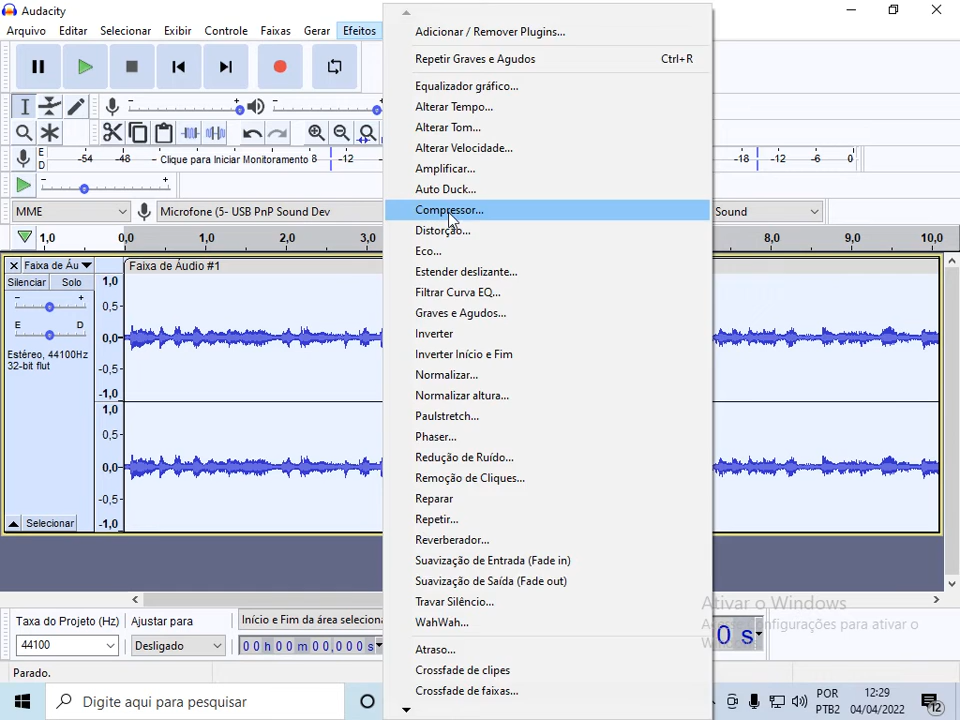 Audacity
Arquivo Editar Selecionar Exibir Controle Faixas Gerar Efeitos
E
D
-54 -48 Clique para Iniciar Monitoramento 8 -12 -18 -12 -6 0
MME Microfone (5- USB PnP Sound Dev Sound
1,0 0,0 1,0 2,0 3,0 8,0 9,0 10,0
Faixa de Áu
Faixa de Áudio #1
Silenciar Solo
- +
E D
Estéreo, 44100Hz
32-bit flut
1,0
0,5
0,0
-0,5
-1,0
1,0
0,5
0,0
-0,5
-1,0
Selecionar
Adicionar / Remover Plugins...
Repetir Graves e Agudos Ctrl+R
Equalizador gráfico...
Alterar Tempo...
Alterar Tom...
Alterar Velocidade...
Amplificar...
Auto Duck...
Compressor...
Distorção...
Eco...
Estender deslizante...
Filtrar Curva EQ...
Graves e Agudos...
Inverter
Inverter Início e Fim
Normalizar...
Normalizar altura...
Paulstretch...
Phaser...
Redução de Ruído...
Remoção de Cliques...
Reparar
Repetir...
Reverberador...
Suavização de Entrada (Fade in)
Suavização de Saída (Fade out)
Travar Silêncio...
WahWah...
Atraso...
Crossfade de clipes
Crossfade de faixas...
Taxa do Projeto (Hz) Ajustar para Início e Fim da área seleciona
44100 Desligado 00h00m00,000s
0 s
Ativar o Windows
Acesse configurações para ativar o
Parado.
Digite aqui para pesquisar
POR
PTB2
12:29
04/04/2022
12